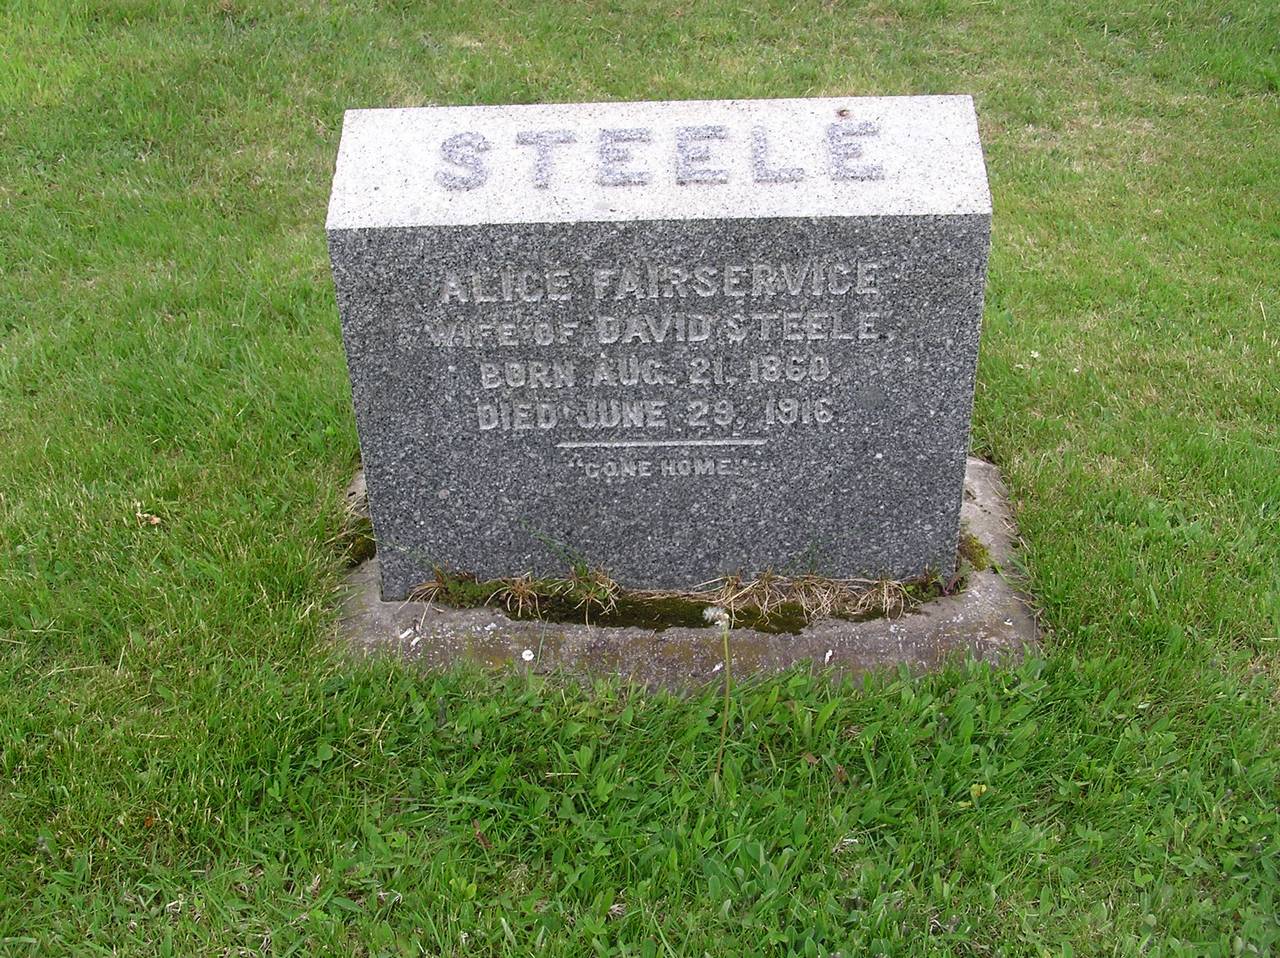 STEELE
ALICE FAIRSERVICE
WIFE OF DAVID STEELE.
BORN AUG. 21, 1860,
DIED JUNE 29, 1916.
"GONE HOME."